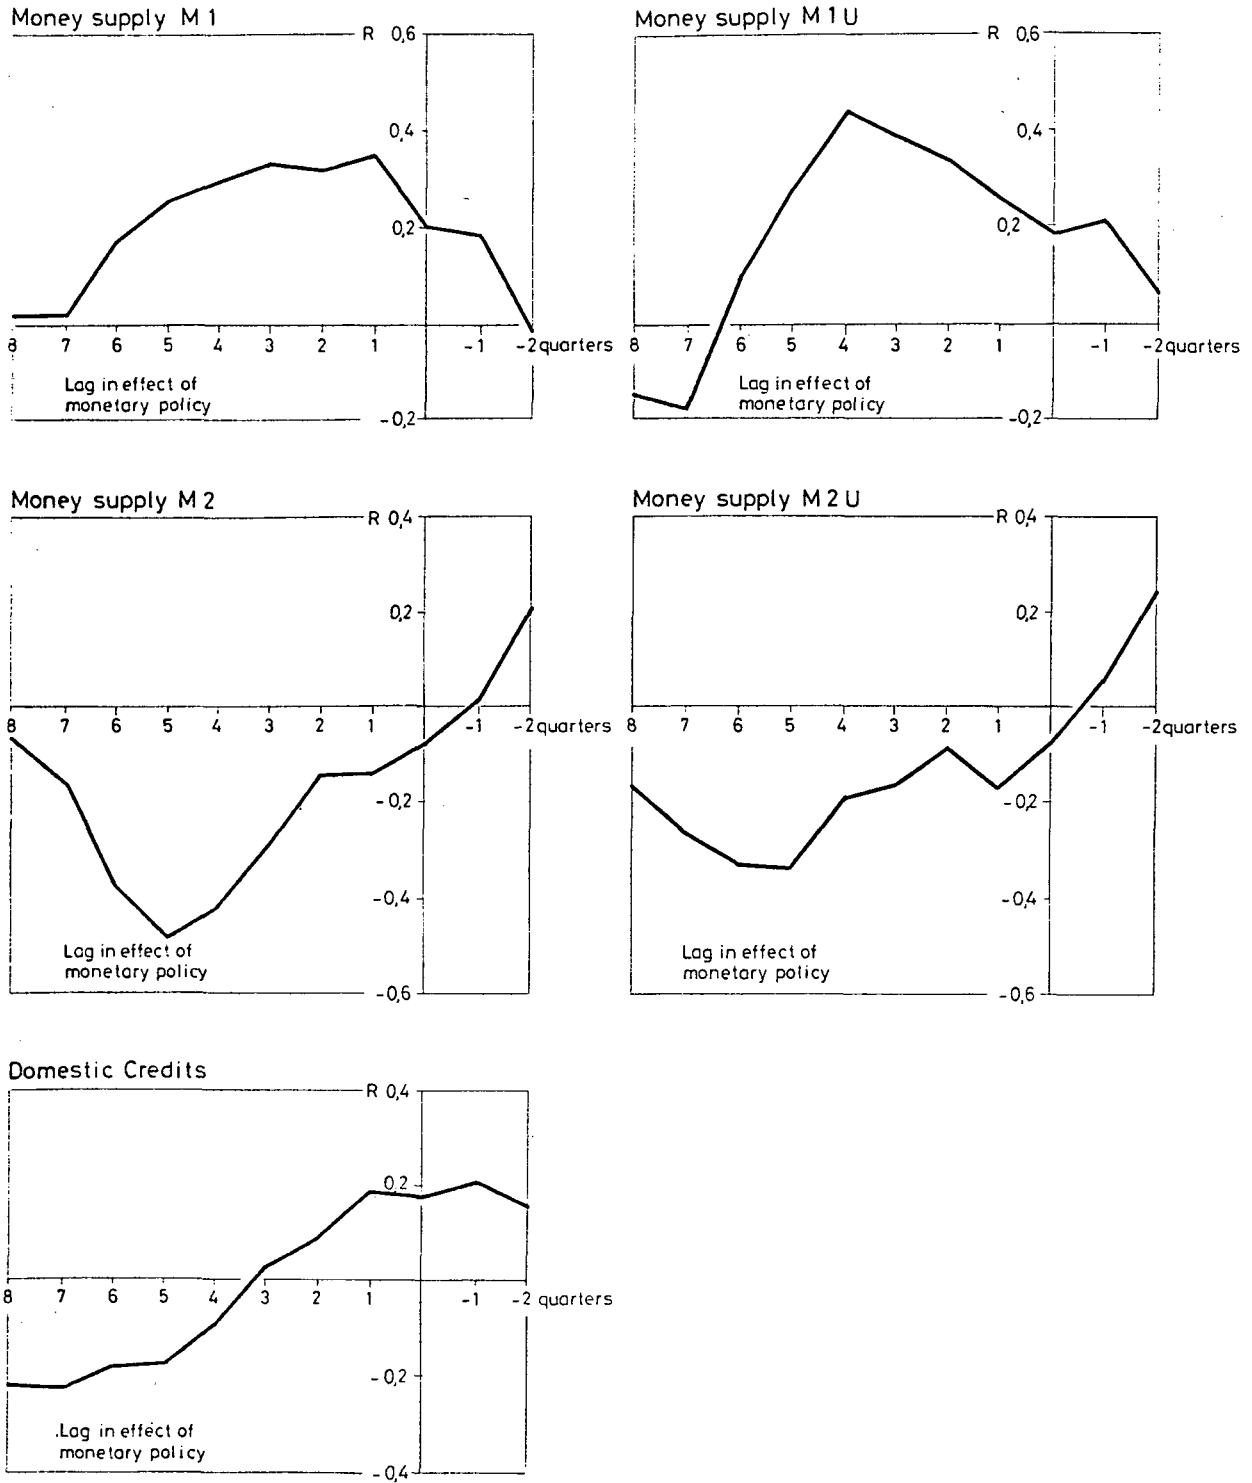 Money supply M1
R 0,6
0,4
0,2
8 7 6 5 4 3 2 1 -1 -2 quarters
Lag in effect of
monetary policy
-0,2
Money supply M1U
R 0,6
0,4
0,2
8 7 6 5 4 3 2 1 -1 -2 quarters
Lag in effect of
monetary policy
-0,2
Money supply M2
R 0,4
0,2
8 7 6 5 4 3 2 1 -1 -2 quarters
-0,2
-0,4
Lag in effect of
monetary policy
-0,6
Money supply M2U
R 0,4
0,2
8 7 6 5 4 3 2 1 -1 -2 quarters
-0,2
-0,4
Lag in effect of
monetary policy
-0,6
Domestic Credits
R 0,4
0,2
8 7 6 5 4 3 2 1 -1 -2 quarters
-0,2
Lag in effect of
monetary policy
-0,4